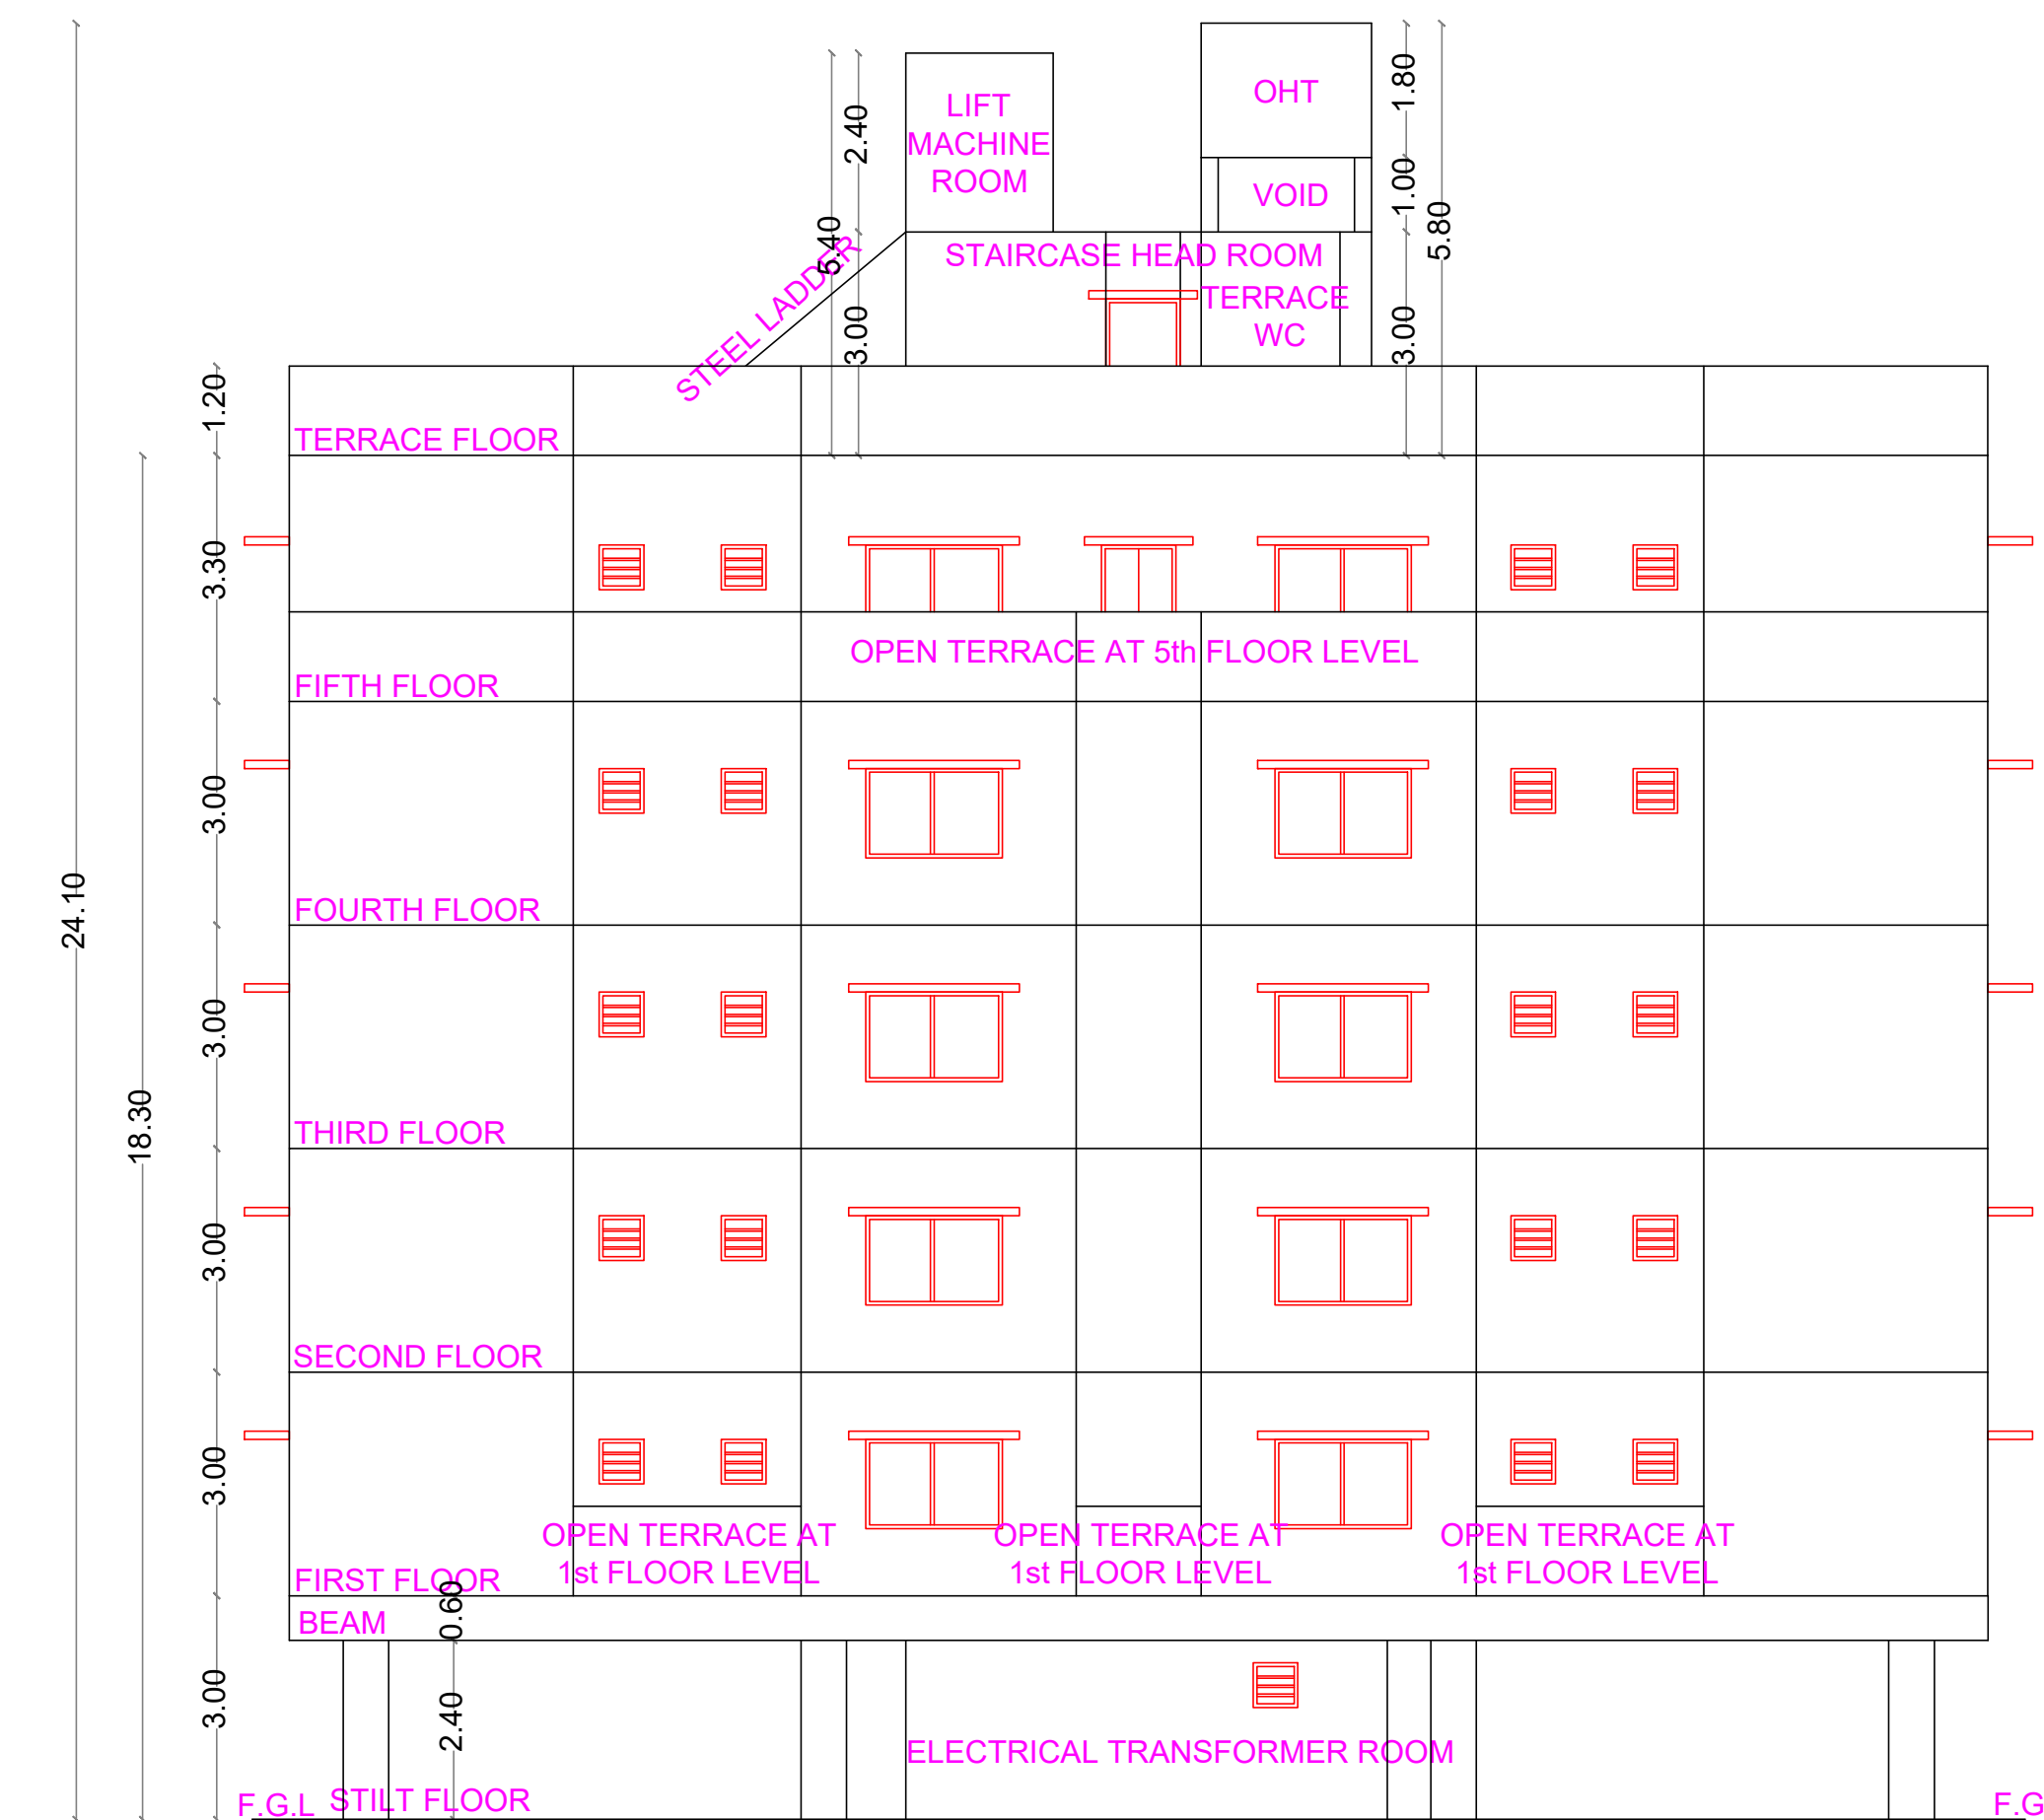 OHT
1.80
LIFT
MACHINE
ROOM
2.40
VOID
1.00
5.80
5.40
STAIRCASE HEAD ROOM
STEEL LADDER
TERRACE
WC
3.00
3.00
1.20
TERRACE FLOOR
3.30
OPEN TERRACE AT 5th FLOOR LEVEL
FIFTH FLOOR
3.00
24.10
FOURTH FLOOR
3.00
18.30
THIRD FLOOR
3.00
SECOND FLOOR
3.00
OPEN TERRACE AT
1st FLOOR LEVEL
OPEN TERRACE AT
1st FLOOR LEVEL
OPEN TERRACE AT
1st FLOOR LEVEL
FIRST FLOOR
0.60
BEAM
3.00
2.40
ELECTRICAL TRANSFORMER ROOM
F.G.L
STILT FLOOR
F.G